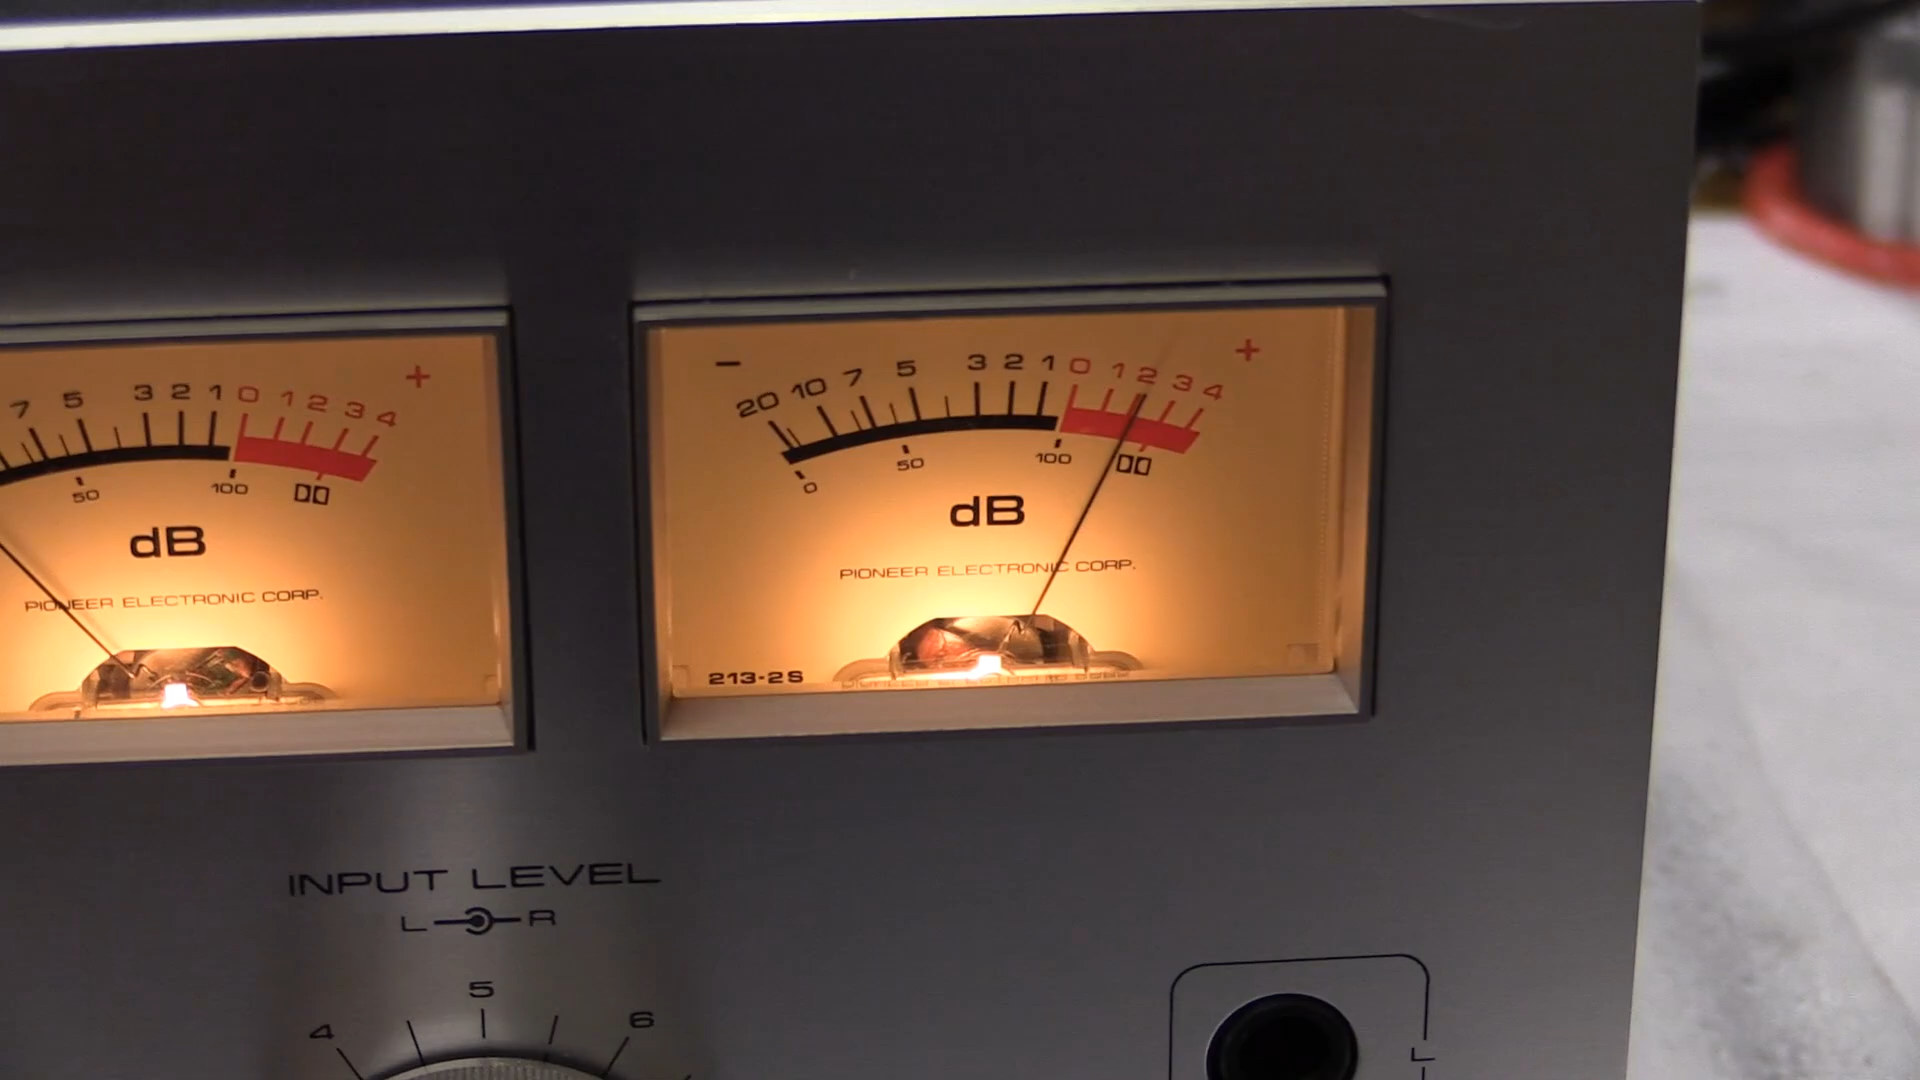 7 5 3 2 1 0 1 2 3 4 +
50 100
dB
PIONEER ELECTRONIC CORP.
− 20 10 7 5 3 2 1 0 1 2 3 4 +
0 50 100
dB
PIONEER ELECTRONIC CORP.
213-2S
INPUT LEVEL
L R
4 5 6
L